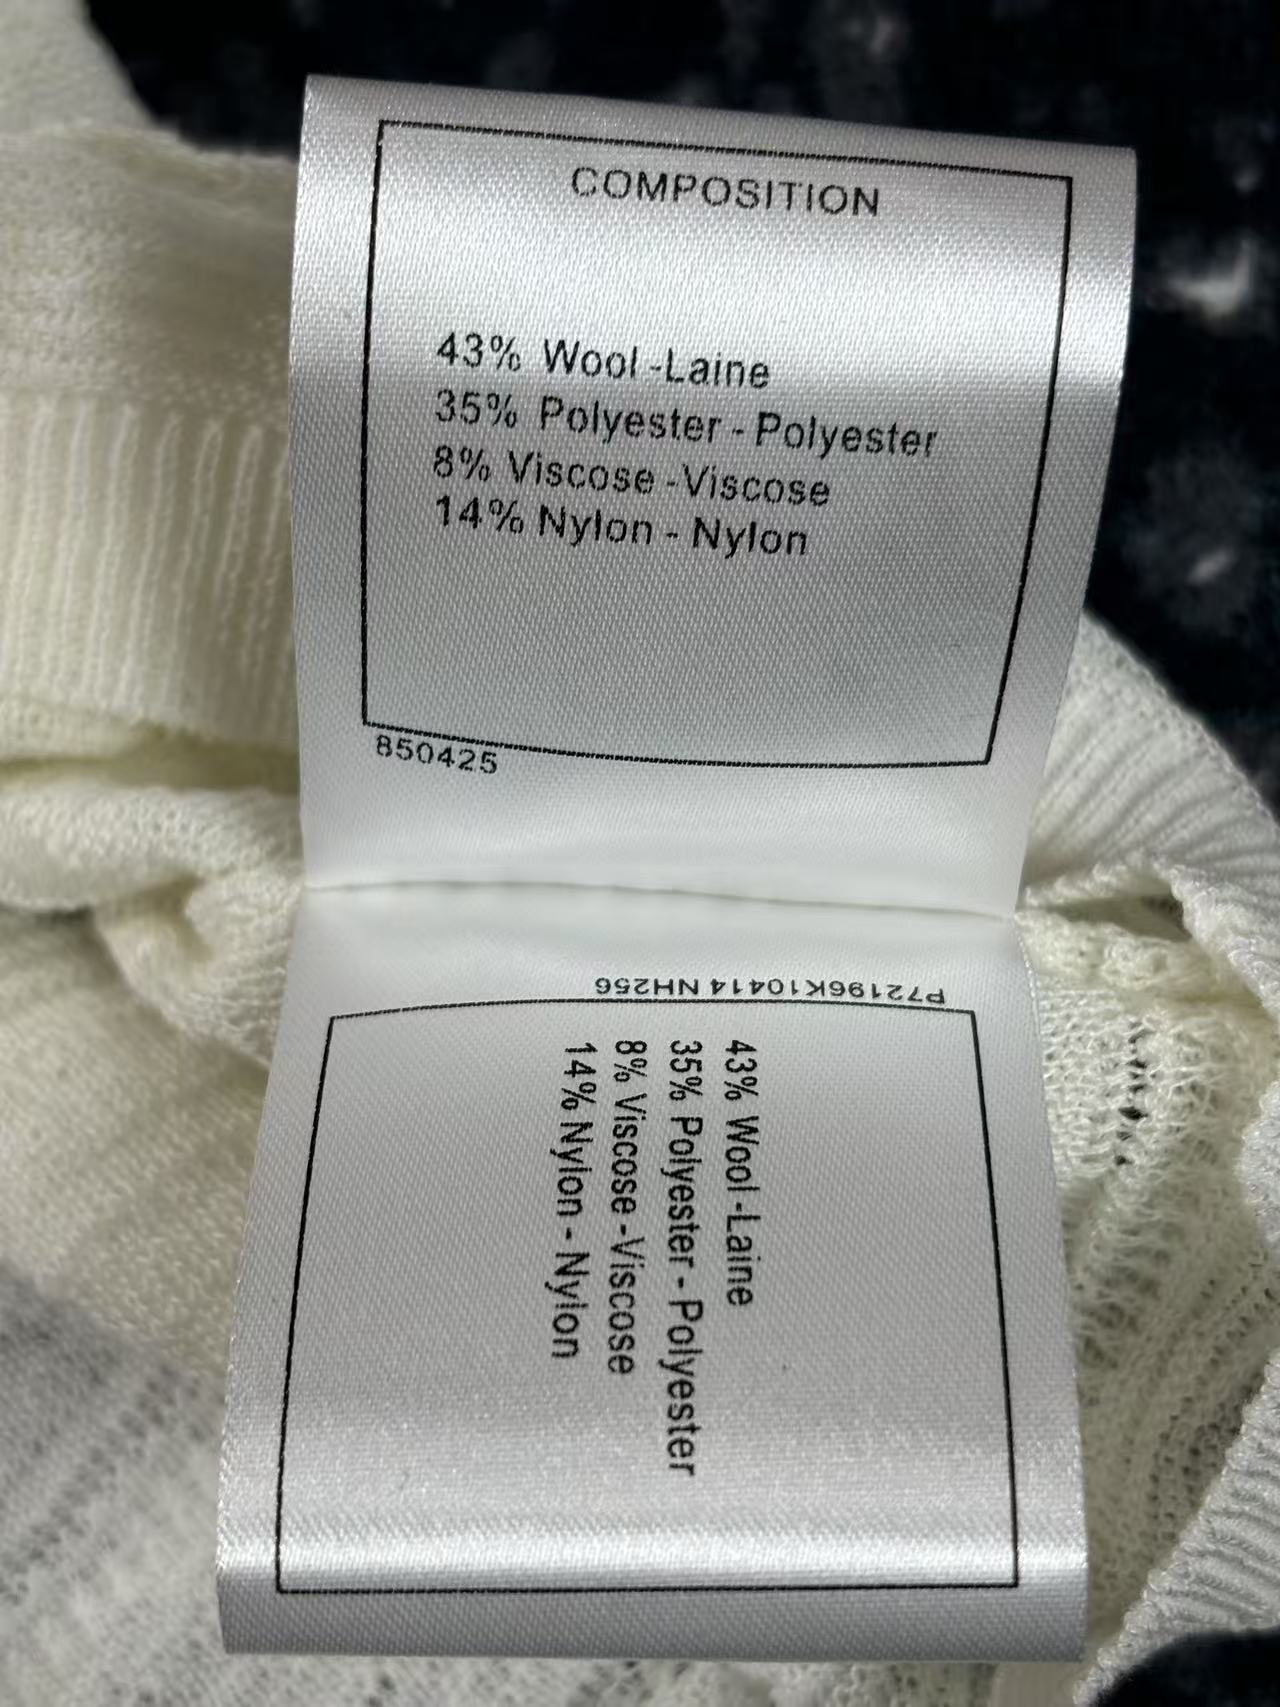 COMPOSITION
43% Wool -Laine
35% Polyester - Polyester
8% Viscose -Viscose
14% Nylon - Nylon
850425
P72196K10414 NH256
43% Wool -Laine
35% Polyester - Polyester
8% Viscose -Viscose
14% Nylon - Nylon